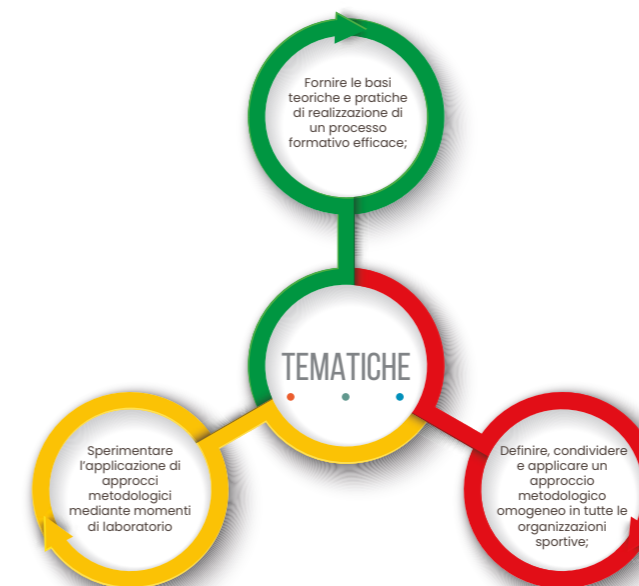 Fornire le basi
teoriche e pratiche
di realizzazione di
un processo
formativo efficace;
TEMATICHE
Sperimentare
l'applicazione di
approcci
metodologici
mediante momenti
di laboratorio
Definire, condividere
e applicare un
approccio
metodologico
omogeneo in tutte le
organizzazioni
sportive;